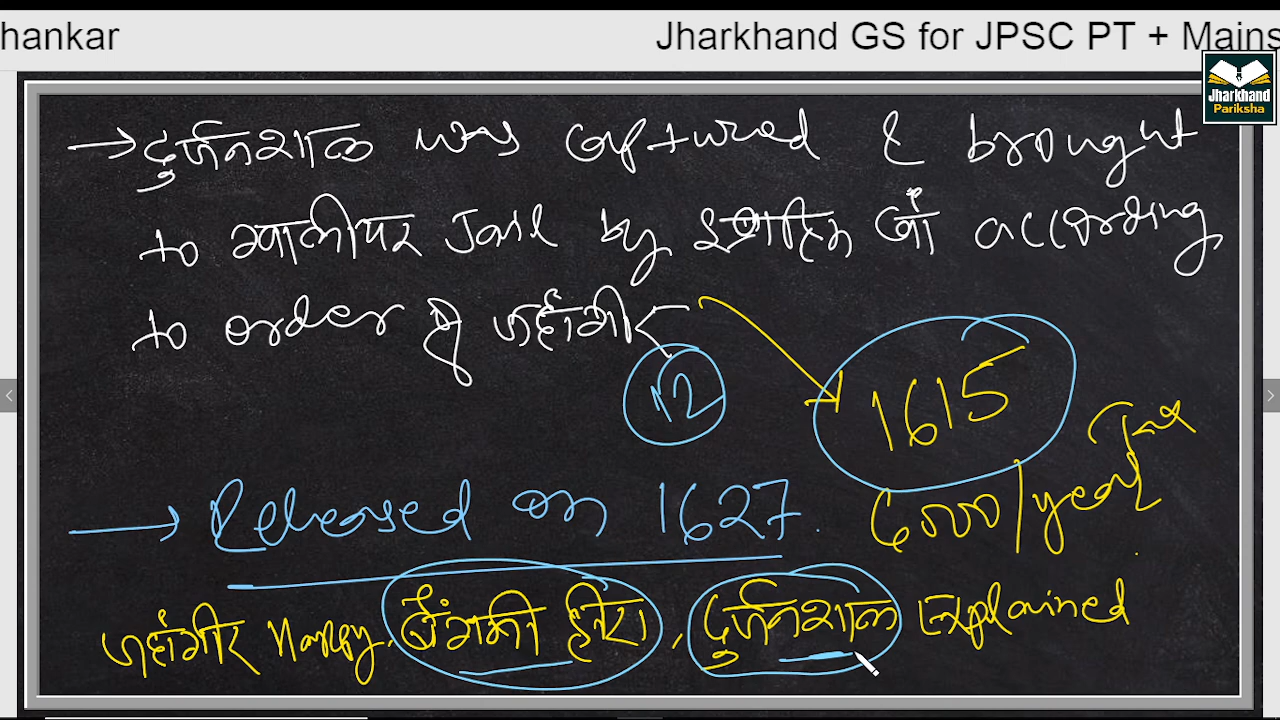 hankar
Jharkhand GS for JPSC PT + Mains
Jharkhand
Pariksha
→ दुर्जनशाल was captured & brought
to ग्वालीयर Jail by इब्राहिम खाँ according
to order of जहाँगीर
12
1615
Tax
6000/year
→ Released on 1627.
जहाँगीर happy, हीरा, दुर्जनशाल Explained